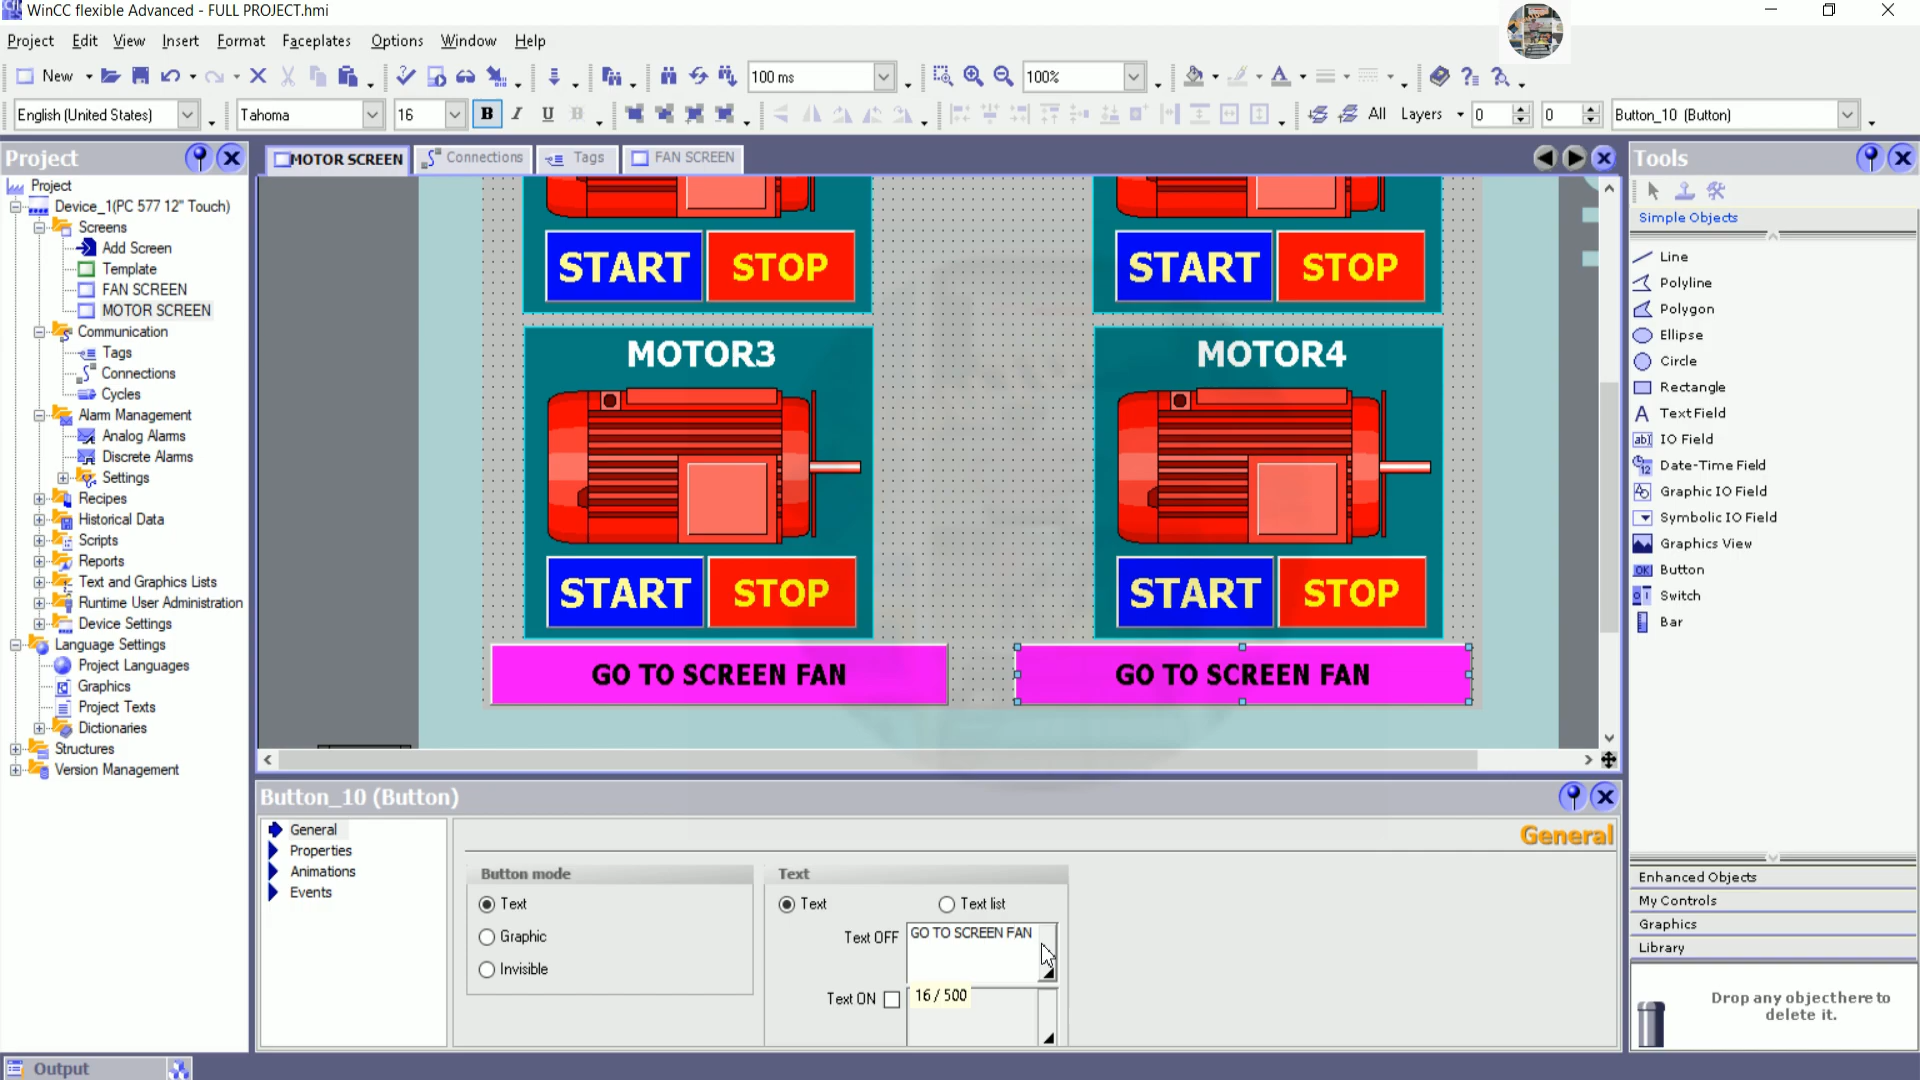 WinCC flexible Advanced - FULL PROJECT.hmi
Project Edit View Insert Format Faceplates Options Window Help
New 100 ms 100%
English (United States) Tahoma 16 B I U B All Layers 0 0 Button_10 (Button)
Project
Project
Device_1(PC 577 12" Touch)
Screens
Add Screen
Template
FAN SCREEN
MOTOR SCREEN
Communication
Tags
Connections
Cycles
Alarm Management
Analog Alarms
Discrete Alarms
Settings
Recipes
Historical Data
Scripts
Reports
Text and Graphics Lists
Runtime User Administration
Device Settings
Language Settings
Project Languages
Graphics
Project Texts
Dictionaries
Structures
Version Management
MOTOR SCREEN Connections Tags FAN SCREEN
START STOP START STOP
MOTOR3 MOTOR4
START STOP START STOP
GO TO SCREEN FAN GO TO SCREEN FAN
Button_10 (Button)
General
Properties
Animations
Events
General
Button mode
Text
Graphic
Invisible
Text
Text Text list
Text OFF GO TO SCREEN FAN
Text ON 16 / 500
Tools
Simple Objects
Line
Polyline
Polygon
Ellipse
Circle
Rectangle
TextField
IO Field
Date-Time Field
Graphic IO Field
Symbolic IO Field
Graphics View
Button
Switch
Bar
Enhanced Objects
My Controls
Graphics
Library
Drop any objecthere to
delete it.
Output